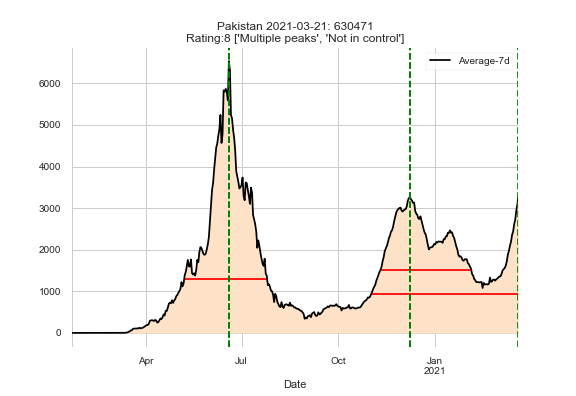 Pakistan 2021-03-21: 630471
Rating:8 ['Multiple peaks', 'Not in control']
Average-7d
6000
5000
4000
3000
2000
1000
0
Apr
Jul
Oct
Jan
2021
Date